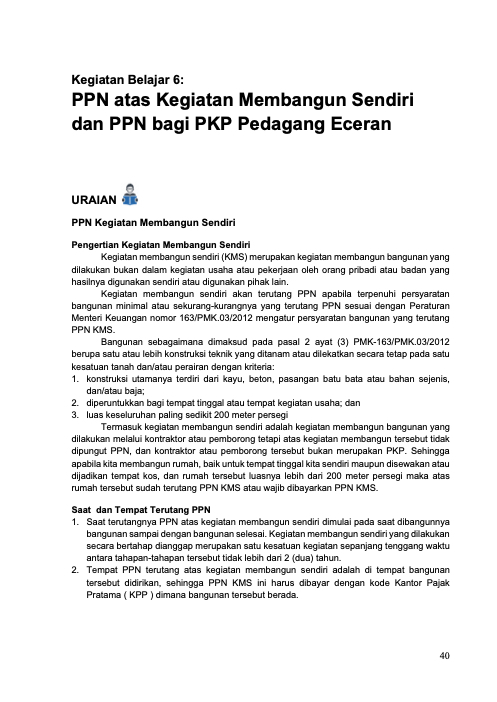 Kegiatan Belajar 6:
PPN atas Kegiatan Membangun Sendiri
dan PPN bagi PKP Pedagang Eceran
URAIAN
PPN Kegiatan Membangun Sendiri
Pengertian Kegiatan Membangun Sendiri
Kegiatan membangun sendiri (KMS) merupakan kegiatan membangun bangunan yang
dilakukan bukan dalam kegiatan usaha atau pekerjaan oleh orang pribadi atau badan yang
hasilnya digunakan sendiri atau digunakan pihak lain.
Kegiatan membangun sendiri akan terutang PPN apabila terpenuhi persyaratan
bangunan minimal atau sekurang-kurangnya yang terutang PPN sesuai dengan Peraturan
Menteri Keuangan nomor 163/PMK.03/2012 mengatur persyaratan bangunan yang terutang
PPN KMS.
Bangunan sebagaimana dimaksud pada pasal 2 ayat (3) PMK-163/PMK.03/2012
berupa satu atau lebih konstruksi teknik yang ditanam atau dilekatkan secara tetap pada satu
kesatuan tanah dan/atau perairan dengan kriteria:
1. konstruksi utamanya terdiri dari kayu, beton, pasangan batu bata atau bahan sejenis,
dan/atau baja;
2. diperuntukkan bagi tempat tinggal atau tempat kegiatan usaha; dan
3. luas keseluruhan paling sedikit 200 meter persegi
Termasuk kegiatan membangun sendiri adalah kegiatan membangun bangunan yang
dilakukan melalui kontraktor atau pemborong tetapi atas kegiatan membangun tersebut tidak
dipungut PPN, dan kontraktor atau pemborong tersebut bukan merupakan PKP. Sehingga
apabila kita membangun rumah, baik untuk tempat tinggal kita sendiri maupun disewakan atau
dijadikan tempat kos, dan rumah tersebut luasnya lebih dari 200 meter persegi maka atas
rumah tersebut sudah terutang PPN KMS atau wajib dibayarkan PPN KMS.
Saat dan Tempat Terutang PPN
1. Saat terutangnya PPN atas kegiatan membangun sendiri dimulai pada saat dibangunnya
bangunan sampai dengan bangunan selesai. Kegiatan membangun sendiri yang dilakukan
secara bertahap dianggap merupakan satu kesatuan kegiatan sepanjang tenggang waktu
antara tahapan-tahapan tersebut tidak lebih dari 2 (dua) tahun.
2. Tempat PPN terutang atas kegiatan membangun sendiri adalah di tempat bangunan
tersebut didirikan, sehingga PPN KMS ini harus dibayar dengan kode Kantor Pajak
Pratama ( KPP ) dimana bangunan tersebut berada.
40